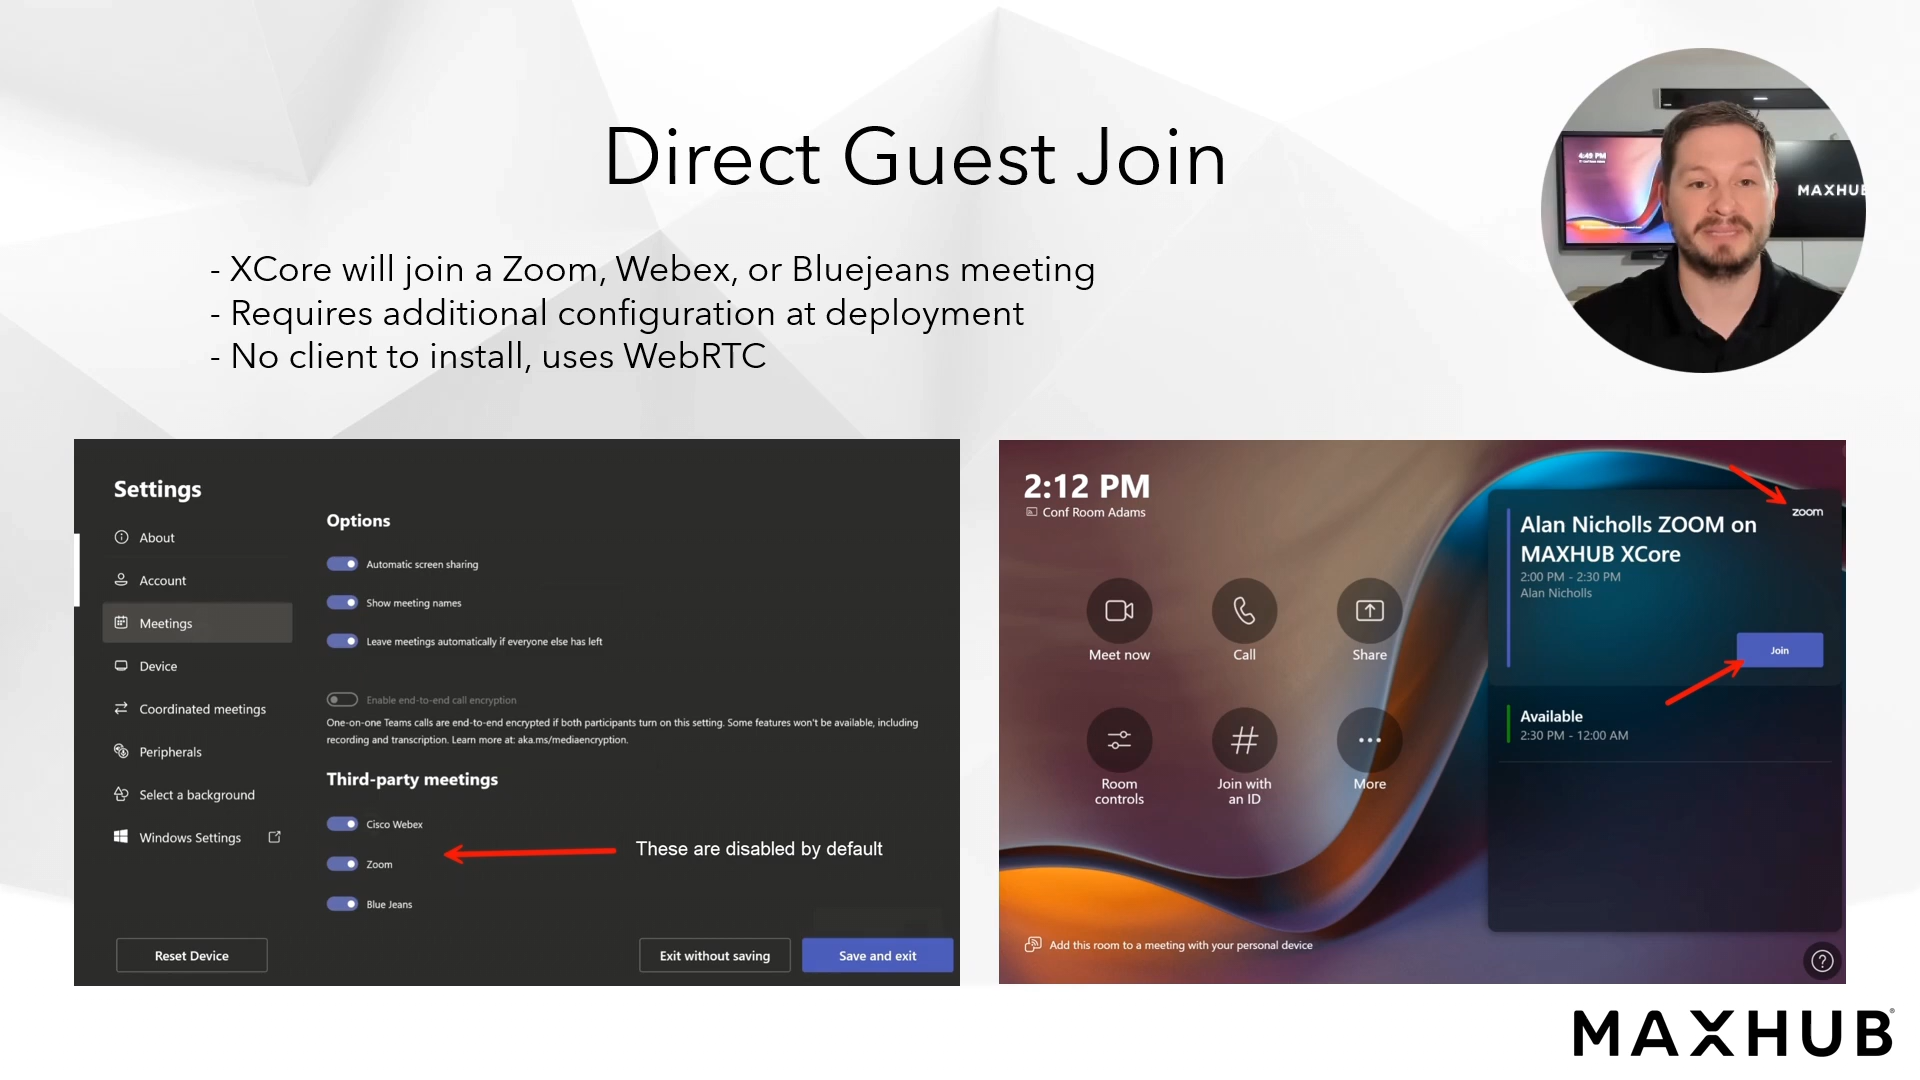 Direct Guest Join
- XCore will join a Zoom, Webex, or Bluejeans meeting
- Requires additional configuration at deployment
- No client to install, uses WebRTC
4:49 PM
MAXHUB
Settings
About
Account
Meetings
Device
Coordinated meetings
Peripherals
Select a background
Windows Settings
Reset Device
Options
Automatic screen sharing
Show meeting names
Leave meetings automatically if everyone else has left
Enable end-to-end call encryption
One-on-one Teams calls are end-to-end encrypted if both participants turn on this setting. Some features won't be available, including
recording and transcription. Learn more at: aka.ms/mediaencryption.
Third-party meetings
Cisco Webex
Zoom
Blue Jeans
These are disabled by default
Exit without saving
Save and exit
2:12 PM
Conf Room Adams
Meet now
Call
Share
Room
controls
Join with
an ID
More
zoom
Alan Nicholls ZOOM on
MAXHUB XCore
2:00 PM - 2:30 PM
Alan Nicholls
Join
Available
2:30 PM - 12:00 AM
Add this room to a meeting with your personal device
MAXHUB®